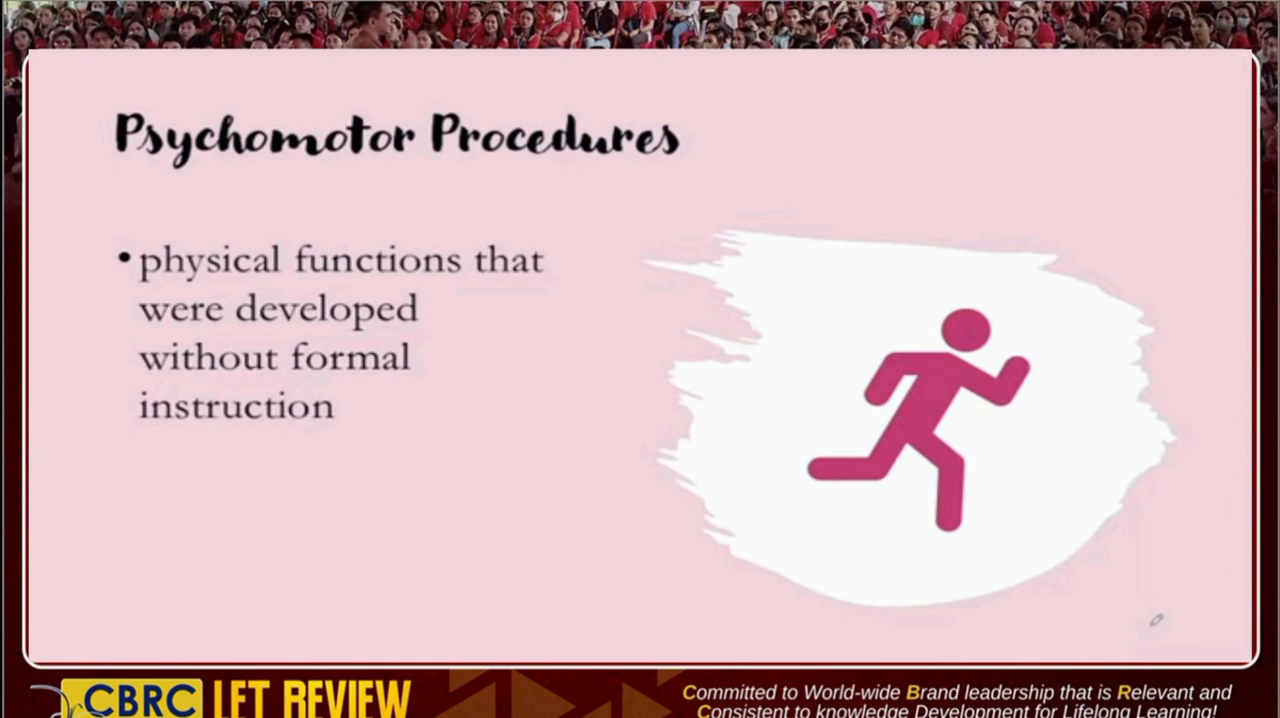 Psychomotor Procedures
• physical functions that
were developed
without formal
instruction
CBRC LET REVIEW
Committed to World-wide Brand leadership that is Relevant and
Consistent to knowledge Development for Lifelong Learning!